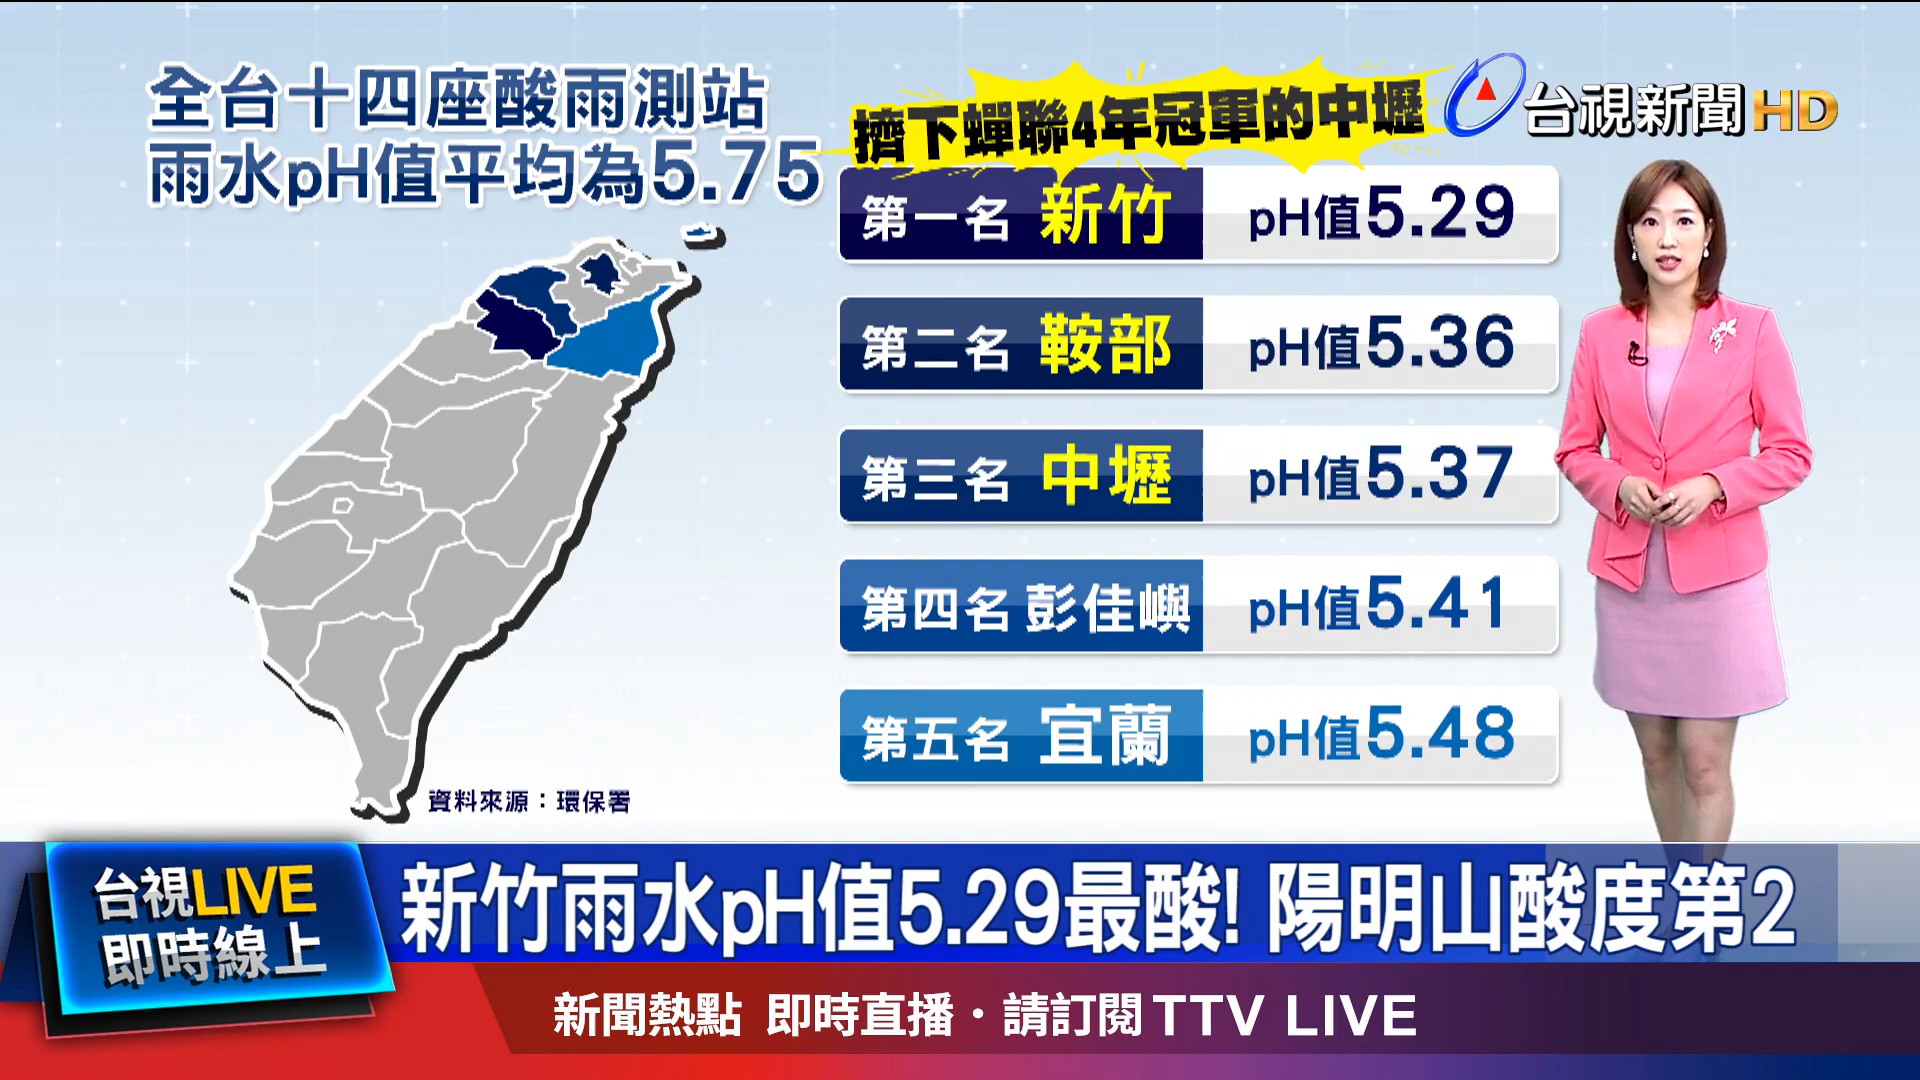 全台十四座酸雨測站
雨水pH值平均為5.75
擠下蟬聯4年冠軍的中壢
台視新聞HD
第一名 新竹 pH值5.29
第二名 鞍部 pH值5.36
第三名 中壢 pH值5.37
第四名 彭佳嶼 pH值5.41
第五名 宜蘭 pH值5.48
資料來源：環保署
台視LIVE
即時線上
新竹雨水pH值5.29最酸! 陽明山酸度第2
新聞熱點 即時直播・請訂閱TTV LIVE